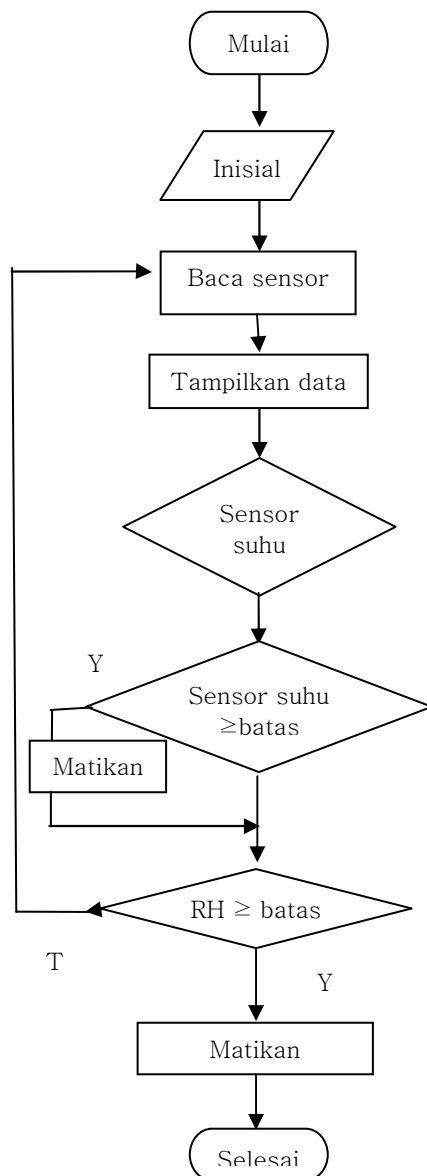 Mulai
Inisial
Baca sensor
Tampilkan data
Sensor
suhu
Y
Sensor suhu
≥batas
Matikan
RH ≥ batas
T
Y
Matikan
Selesai